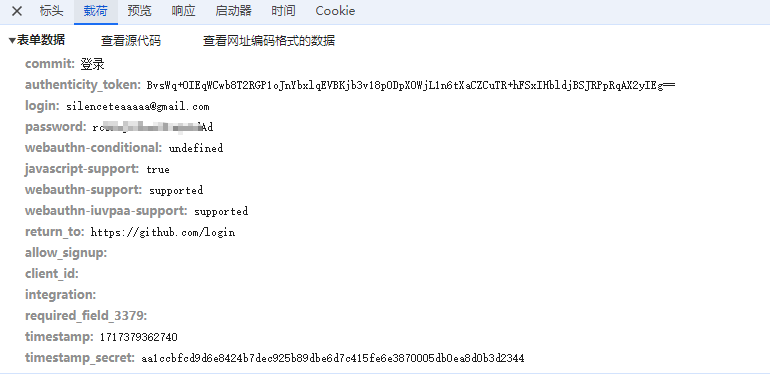 标头 载荷 预览 响应 启动器 时间 Cookie
表单数据 查看源代码 查看网址编码格式的数据
commit: 登录
authenticity_token: BvsWq+OIEqWCwb8T2RGP1oJnYbxlqEVBKjb3v18pODpXOWjL1n6tXaCZCuTR+hFSxIHbldjBSJRPpRqAX2yIEg==
login: silenceteaaaaa@gmail.com
password:
webauthn-conditional: undefined
javascript-support: true
webauthn-support: supported
webauthn-iuvpaa-support: supported
return_to: https://github.com/login
allow_signup:
client_id:
integration:
required_field_3379:
timestamp: 1717379362740
timestamp_secret: aa1ccbfcd9d6e8424b7dec925b89dbe6d7c415fe6e3870005db0ea8d0b3d2344